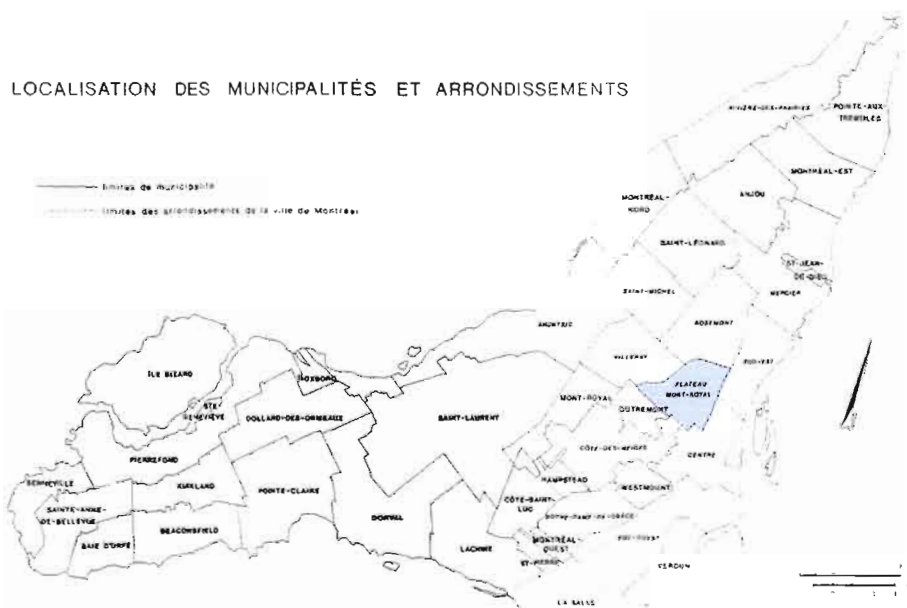 LOCALISATION DES MUNICIPALITÉS ET ARRONDISSEMENTS
limites de municipalité
limites des arrondissements de la ville de Montréal
RIVIÈRE-DES-PRAIRIES
POINTE-AUX-
TREMBLES
MONTRÉAL-EST
ANJOU
MONTRÉAL-
NORD
SAINT-LÉONARD
ST-JEAN-
DE-DIEU
SAINT-MICHEL
MERCIER
AHUNTSIC
ROSEMONT
VILLERAY
SUD-EST
PLATEAU
MONT-ROYAL
MONT-ROYAL
OUTREMONT
ÎLE BIZARD
ROXBORO
STE-
GENEVIÈVE
DOLLARD-DES-ORMEAUX
SAINT-LAURENT
CÔTE-DES-NEIGES
CENTRE
PIERREFOND
SENNEVILLE
KIRKLAND
POINTE-CLAIRE
HAMPSTEAD
WESTMOUNT
CÔTE-SAINT-
LUC
SAINTE-ANNE-
DE-BELLEVUE
DORVAL
NOTRE-DAME-DE-GRÂCE
BEACONSFIELD
BAIE D'URFÉ
LACHINE
MONTRÉAL-
OUEST
SUD-OUEST
ST-PIERRE
VERDUN
LA SALLE